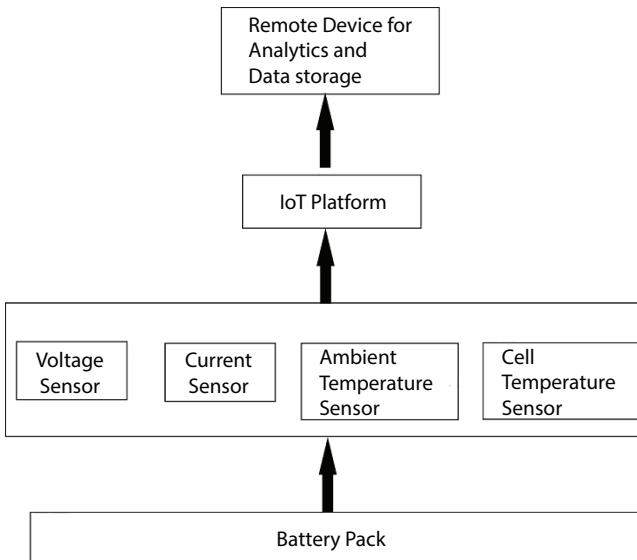 Remote Device for
Analytics and
Data storage
IoT Platform
Voltage
Sensor
Current
Sensor
Ambient
Temperature
Sensor
Cell
Temperature
Sensor
Battery Pack